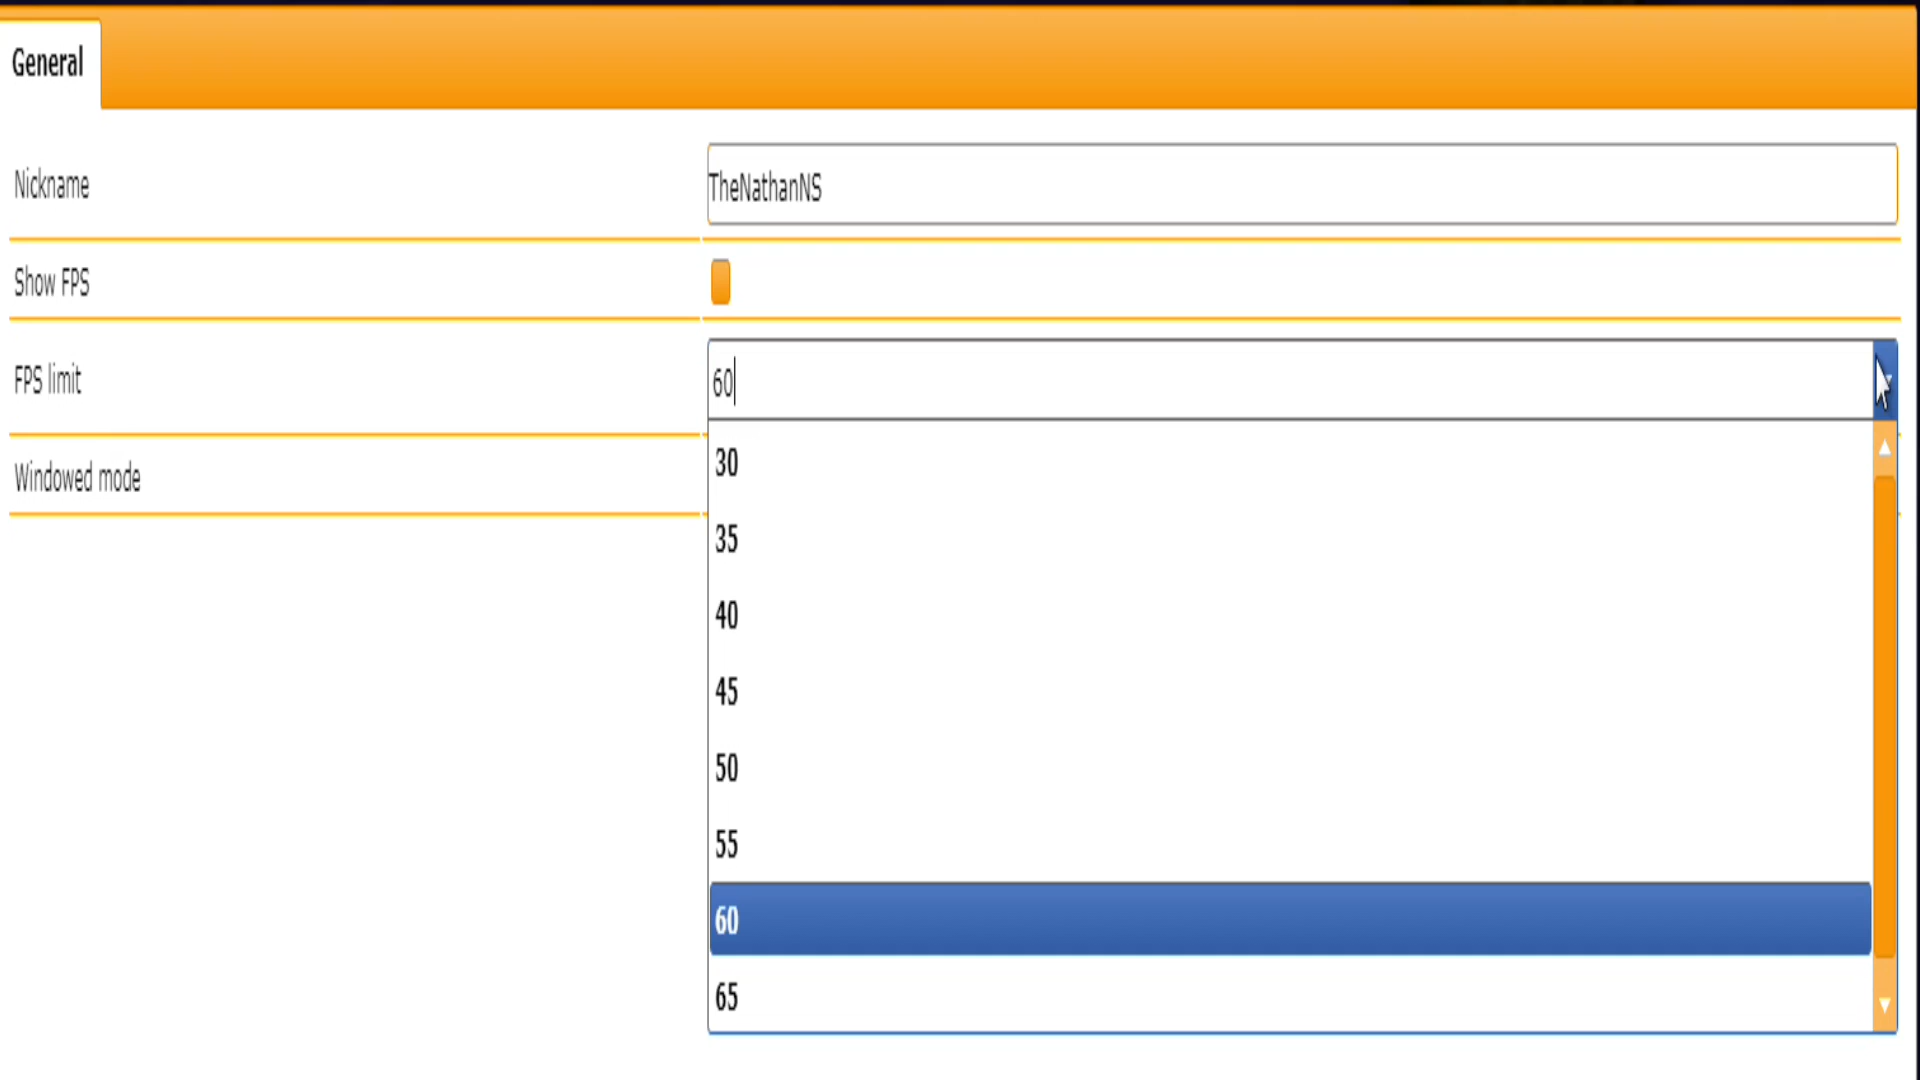 General
Nickname
TheNathanNS
Show FPS
FPS limit
60
Windowed mode
30
35
40
45
50
55
60
65